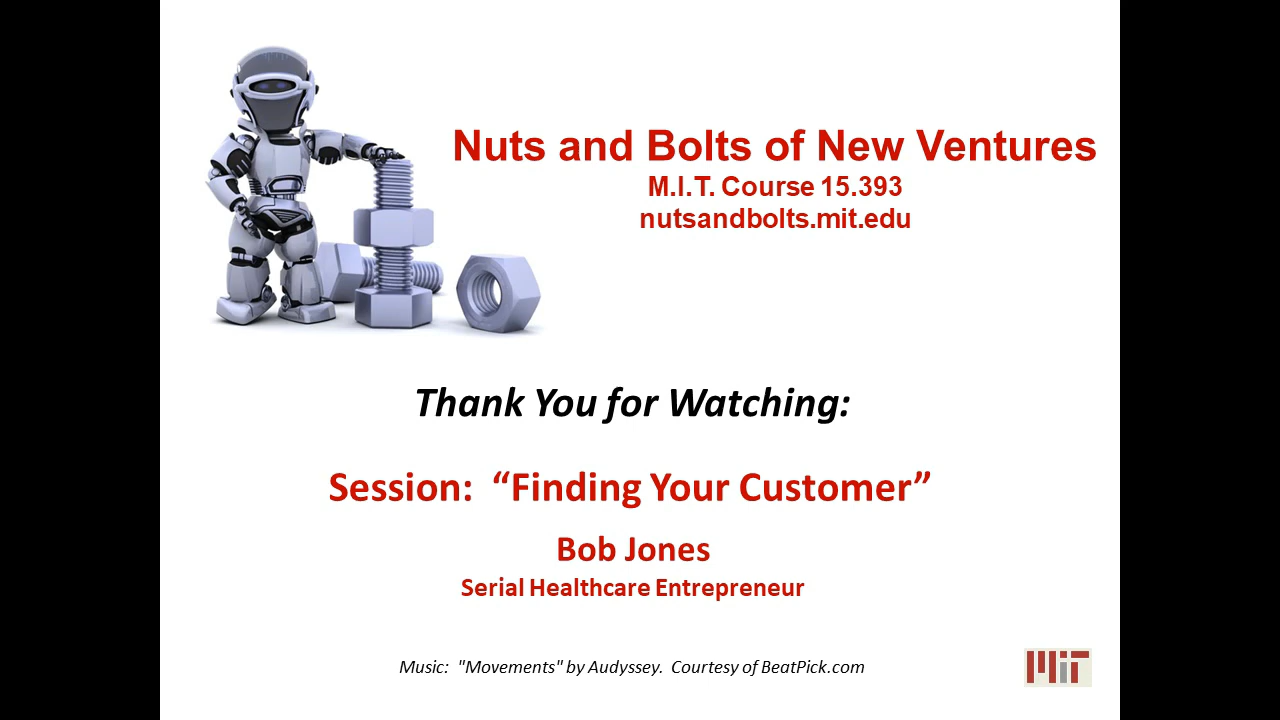 Nuts and Bolts of New Ventures
M.I.T. Course 15.393
nutsandbolts.mit.edu
Thank You for Watching:
Session:  “Finding Your Customer”
Bob Jones
Serial Healthcare Entrepreneur
Music:  "Movements" by Audyssey.  Courtesy of BeatPick.com
MIT